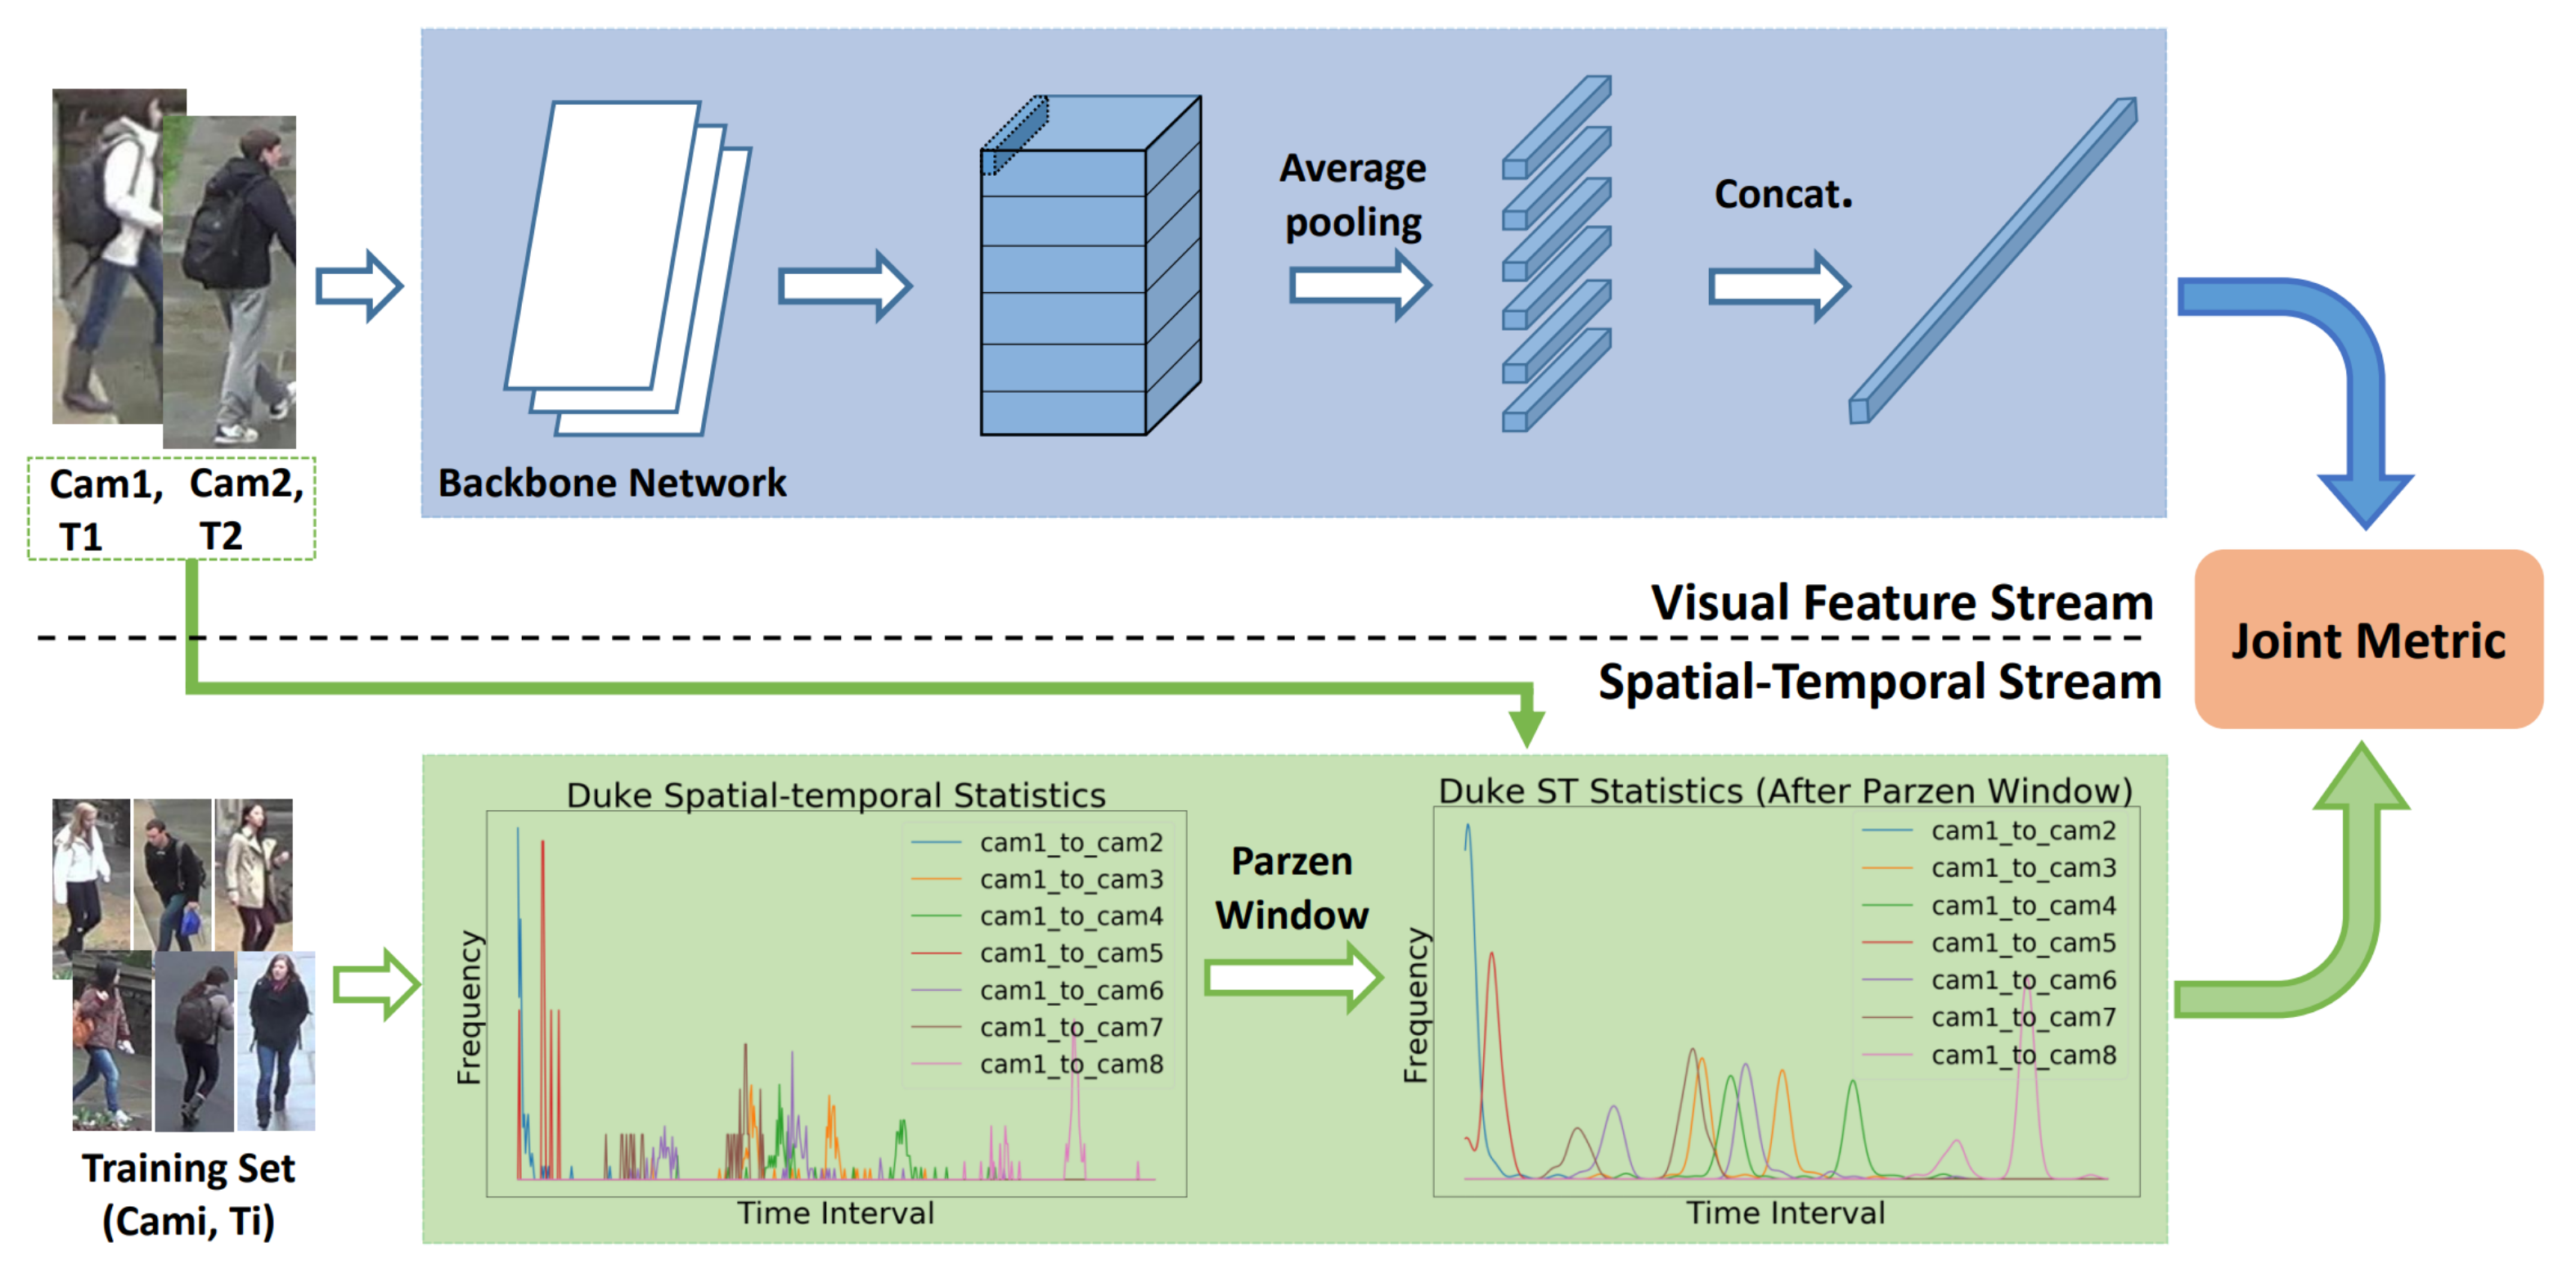 Average
pooling
Concat.
Backbone Network
Cam1, Cam2,
T1 T2
Visual Feature Stream
Joint Metric
Spatial-Temporal Stream
Duke Spatial-temporal Statistics
cam1_to_cam2
cam1_to_cam3
cam1_to_cam4
cam1_to_cam5
cam1_to_cam6
cam1_to_cam7
cam1_to_cam8
Frequency
Time Interval
Parzen
Window
Duke ST Statistics (After Parzen Window)
cam1_to_cam2
cam1_to_cam3
cam1_to_cam4
cam1_to_cam5
cam1_to_cam6
cam1_to_cam7
cam1_to_cam8
Frequency
Time Interval
Training Set
(Cami, Ti)